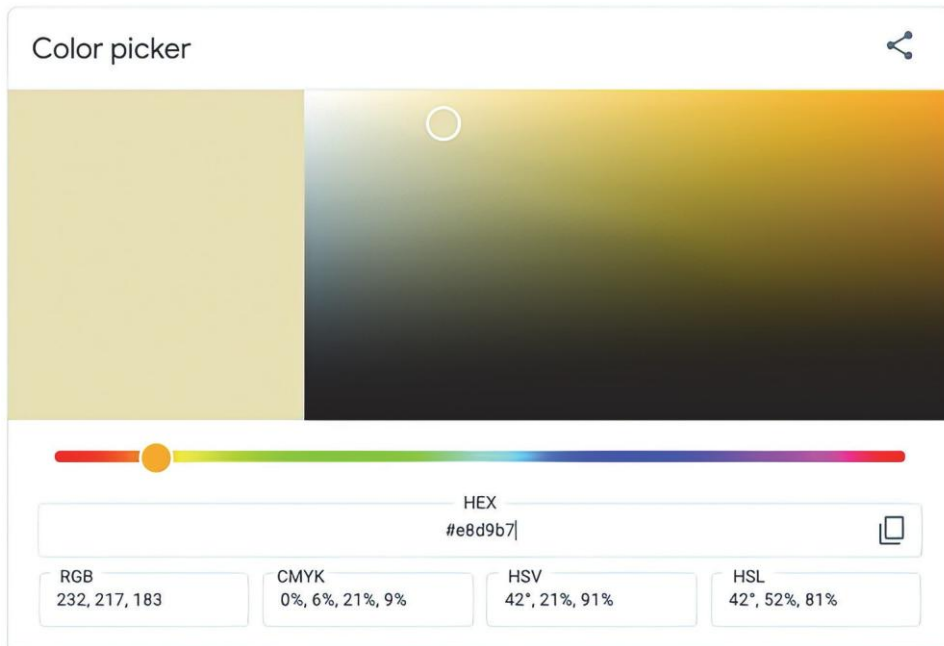 Color picker
HEX
#e8d9b7
RGB
232, 217, 183
CMYK
0%, 6%, 21%, 9%
HSV
42°, 21%, 91%
HSL
42°, 52%, 81%